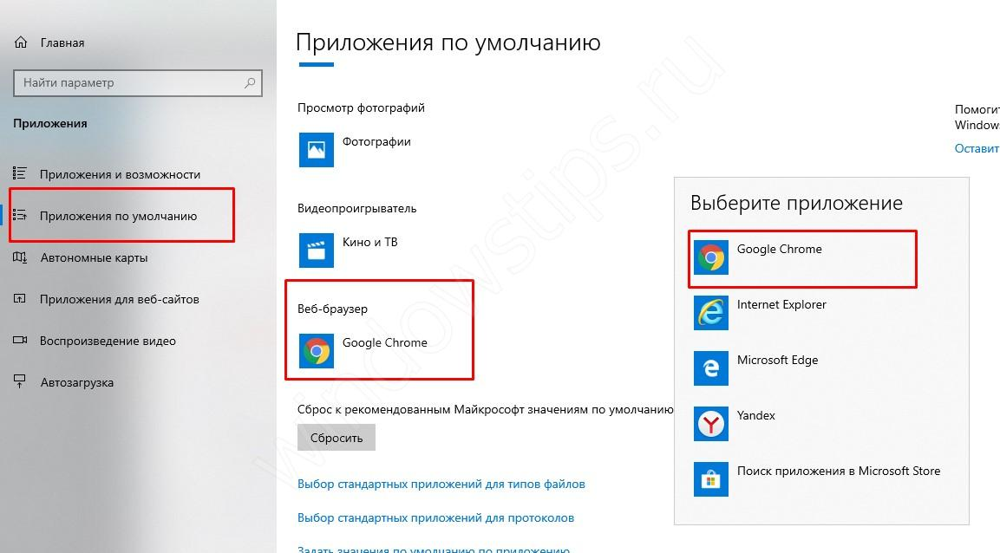 Главная
Найти параметр
Приложения
Приложения и возможности
Приложения по умолчанию
Автономные карты
Приложения для веб-сайтов
Воспроизведение видео
Автозагрузка
Приложения по умолчанию
Просмотр фотографий
Фотографии
Видеопроигрыватель
Кино и ТВ
Веб-браузер
Google Chrome
Сброс к рекомендованным Майкрософт значениям по умолчанию
Сбросить
Выбор стандартных приложений для типов файлов
Выбор стандартных приложений для протоколов
Задать значения по умолчанию по приложению
Помогит
Windows
Оставит
Выберите приложение
Google Chrome
Internet Explorer
Microsoft Edge
Yandex
Поиск приложения в Microsoft Store
windowstips.ru